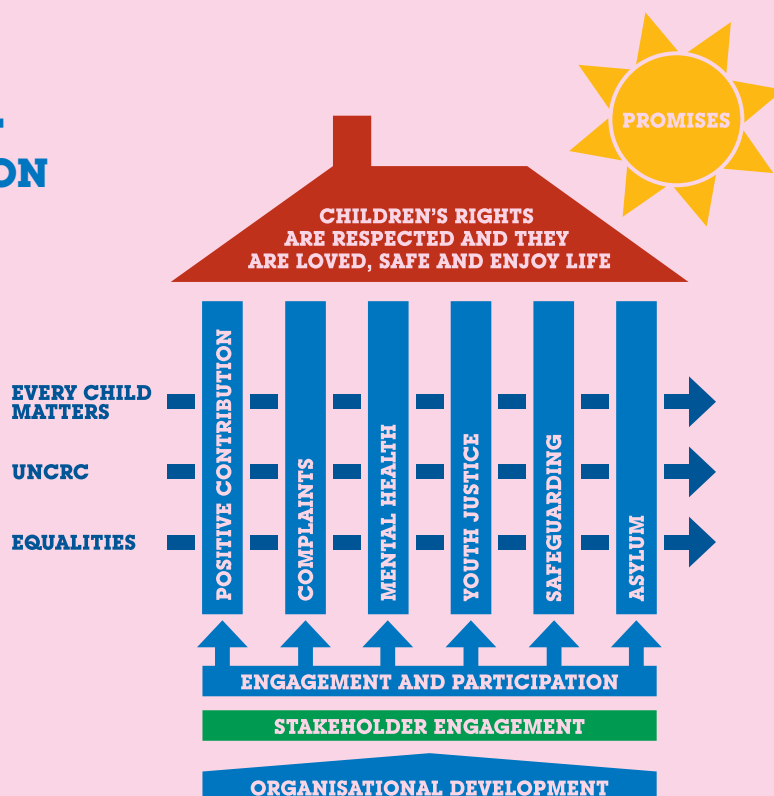 ON
PROMISES
CHILDREN'S RIGHTS
ARE RESPECTED AND THEY
ARE LOVED, SAFE AND ENJOY LIFE
EVERY CHILD
MATTERS
UNCRC
EQUALITIES
POSITIVE CONTRIBUTION
COMPLAINTS
MENTAL HEALTH
YOUTH JUSTICE
SAFEGUARDING
ASYLUM
ENGAGEMENT AND PARTICIPATION
STAKEHOLDER ENGAGEMENT
ORGANISATIONAL DEVELOPMENT